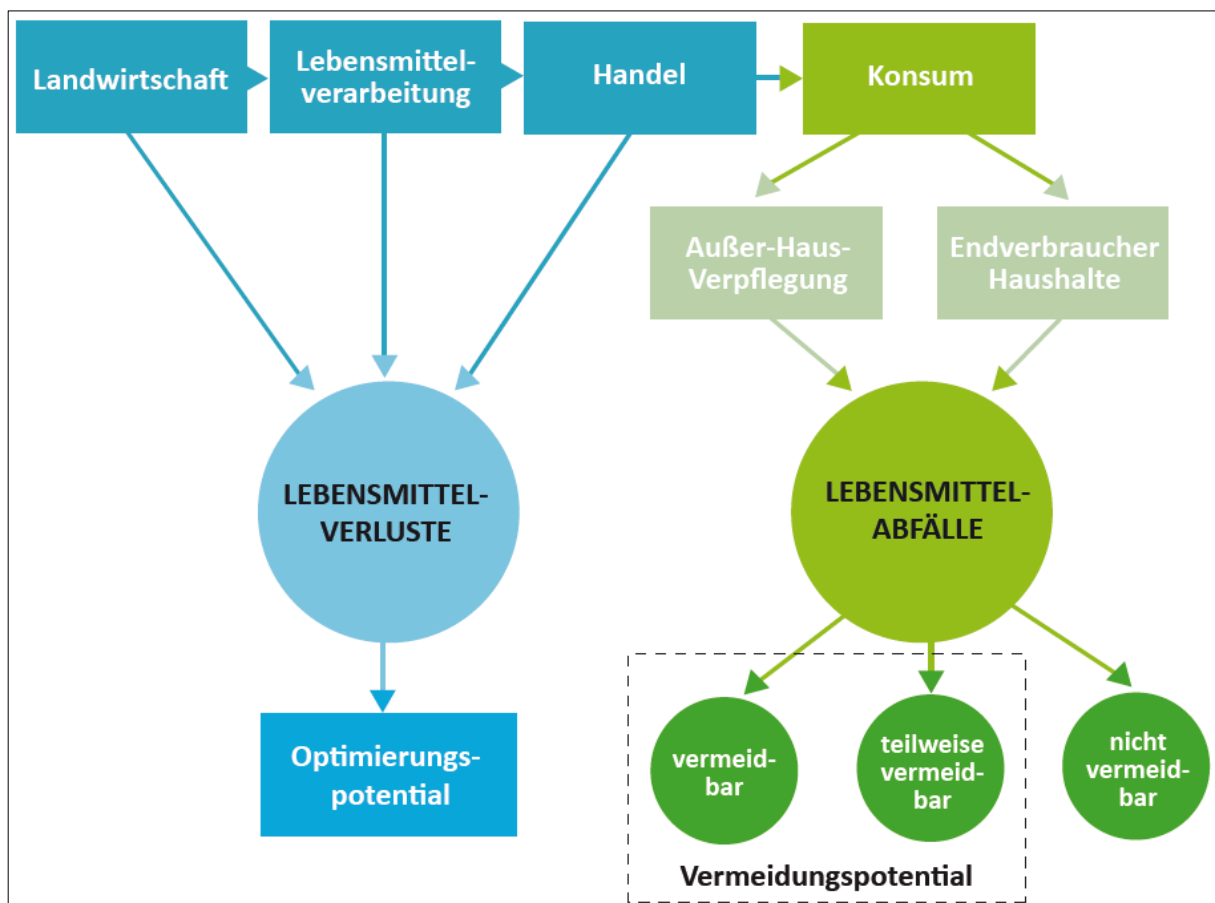 Landwirtschaft
Lebensmittel-
verarbeitung
Handel
Konsum
Außer-Haus-
Verpflegung
Endverbraucher
Haushalte
LEBENSMITTEL-
VERLUSTE
LEBENSMITTEL-
ABFÄLLE
Optimierungs-
potential
vermeid-
bar
teilweise
vermeid-
bar
nicht
vermeid-
bar
Vermeidungspotential